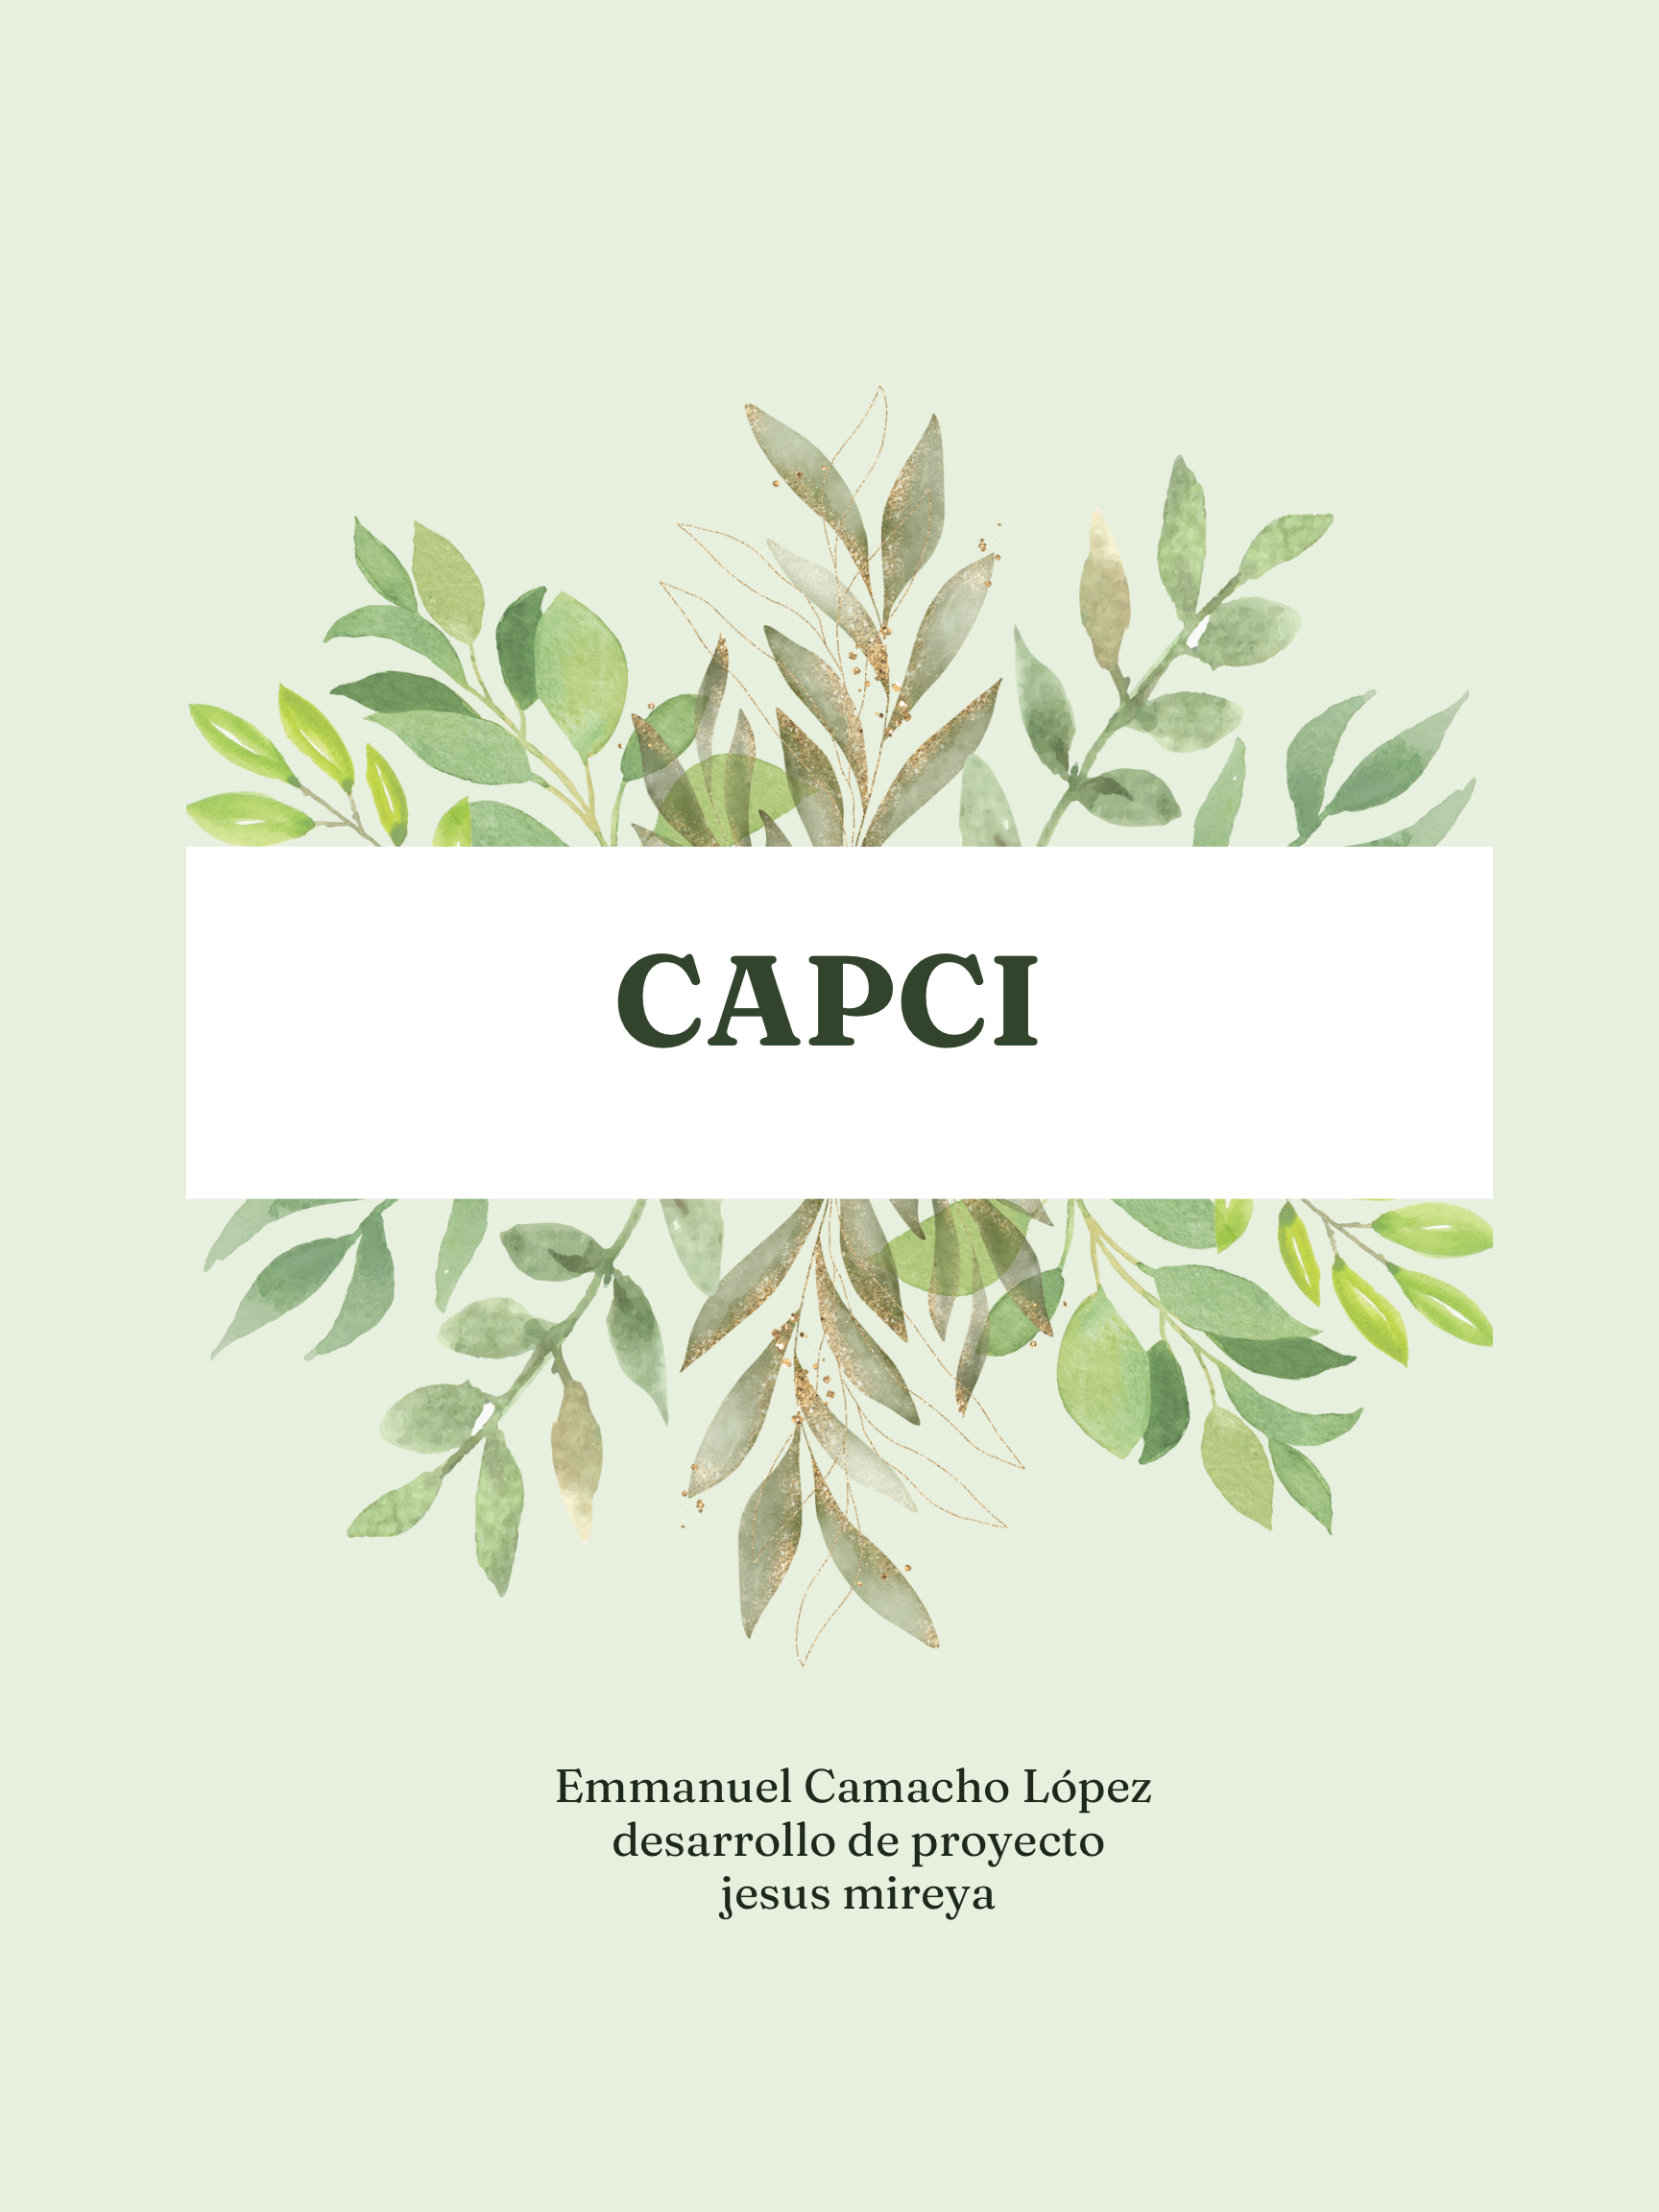 CAPCI
Emmanuel Camacho López
desarrollo de proyecto
jesus mireya